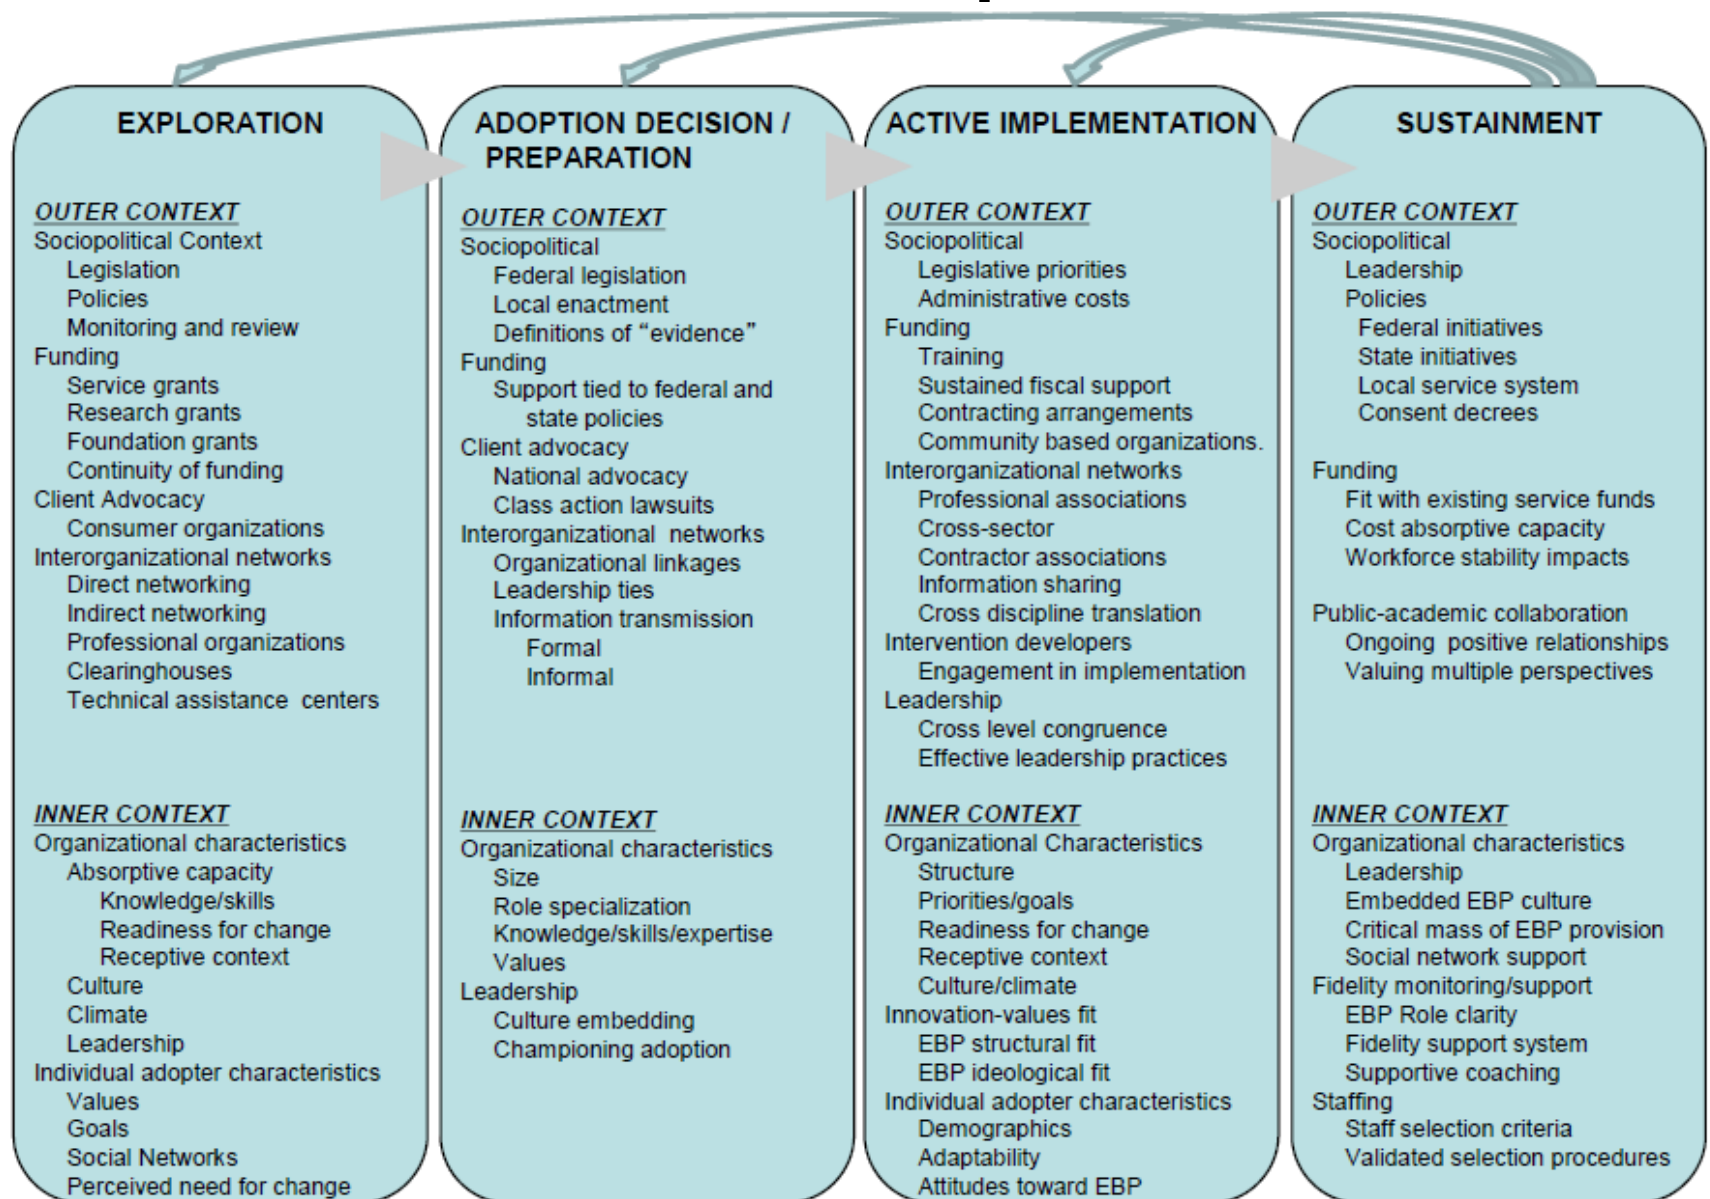 EXPLORATION
OUTER CONTEXT
Sociopolitical Context
Legislation
Policies
Monitoring and review
Funding
Service grants
Research grants
Foundation grants
Continuity of funding
Client Advocacy
Consumer organizations
Interorganizational networks
Direct networking
Indirect networking
Professional organizations
Clearinghouses
Technical assistance centers
INNER CONTEXT
Organizational characteristics
Absorptive capacity
Knowledge/skills
Readiness for change
Receptive context
Culture
Climate
Leadership
Individual adopter characteristics
Values
Goals
Social Networks
Perceived need for change
ADOPTION DECISION /
PREPARATION
OUTER CONTEXT
Sociopolitical
Federal legislation
Local enactment
Definitions of “evidence”
Funding
Support tied to federal and
state policies
Client advocacy
National advocacy
Class action lawsuits
Interorganizational networks
Organizational linkages
Leadership ties
Information transmission
Formal
Informal
INNER CONTEXT
Organizational characteristics
Size
Role specialization
Knowledge/skills/expertise
Values
Leadership
Culture embedding
Championing adoption
ACTIVE IMPLEMENTATION
OUTER CONTEXT
Sociopolitical
Legislative priorities
Administrative costs
Funding
Training
Sustained fiscal support
Contracting arrangements
Community based organizations.
Interorganizational networks
Professional associations
Cross-sector
Contractor associations
Information sharing
Cross discipline translation
Intervention developers
Engagement in implementation
Leadership
Cross level congruence
Effective leadership practices
INNER CONTEXT
Organizational Characteristics
Structure
Priorities/goals
Readiness for change
Receptive context
Culture/climate
Innovation-values fit
EBP structural fit
EBP ideological fit
Individual adopter characteristics
Demographics
Adaptability
Attitudes toward EBP
SUSTAINMENT
OUTER CONTEXT
Sociopolitical
Leadership
Policies
Federal initiatives
State initiatives
Local service system
Consent decrees
Funding
Fit with existing service funds
Cost absorptive capacity
Workforce stability impacts
Public-academic collaboration
Ongoing positive relationships
Valuing multiple perspectives
INNER CONTEXT
Organizational characteristics
Leadership
Embedded EBP culture
Critical mass of EBP provision
Social network support
Fidelity monitoring/support
EBP Role clarity
Fidelity support system
Supportive coaching
Staffing
Staff selection criteria
Validated selection procedures